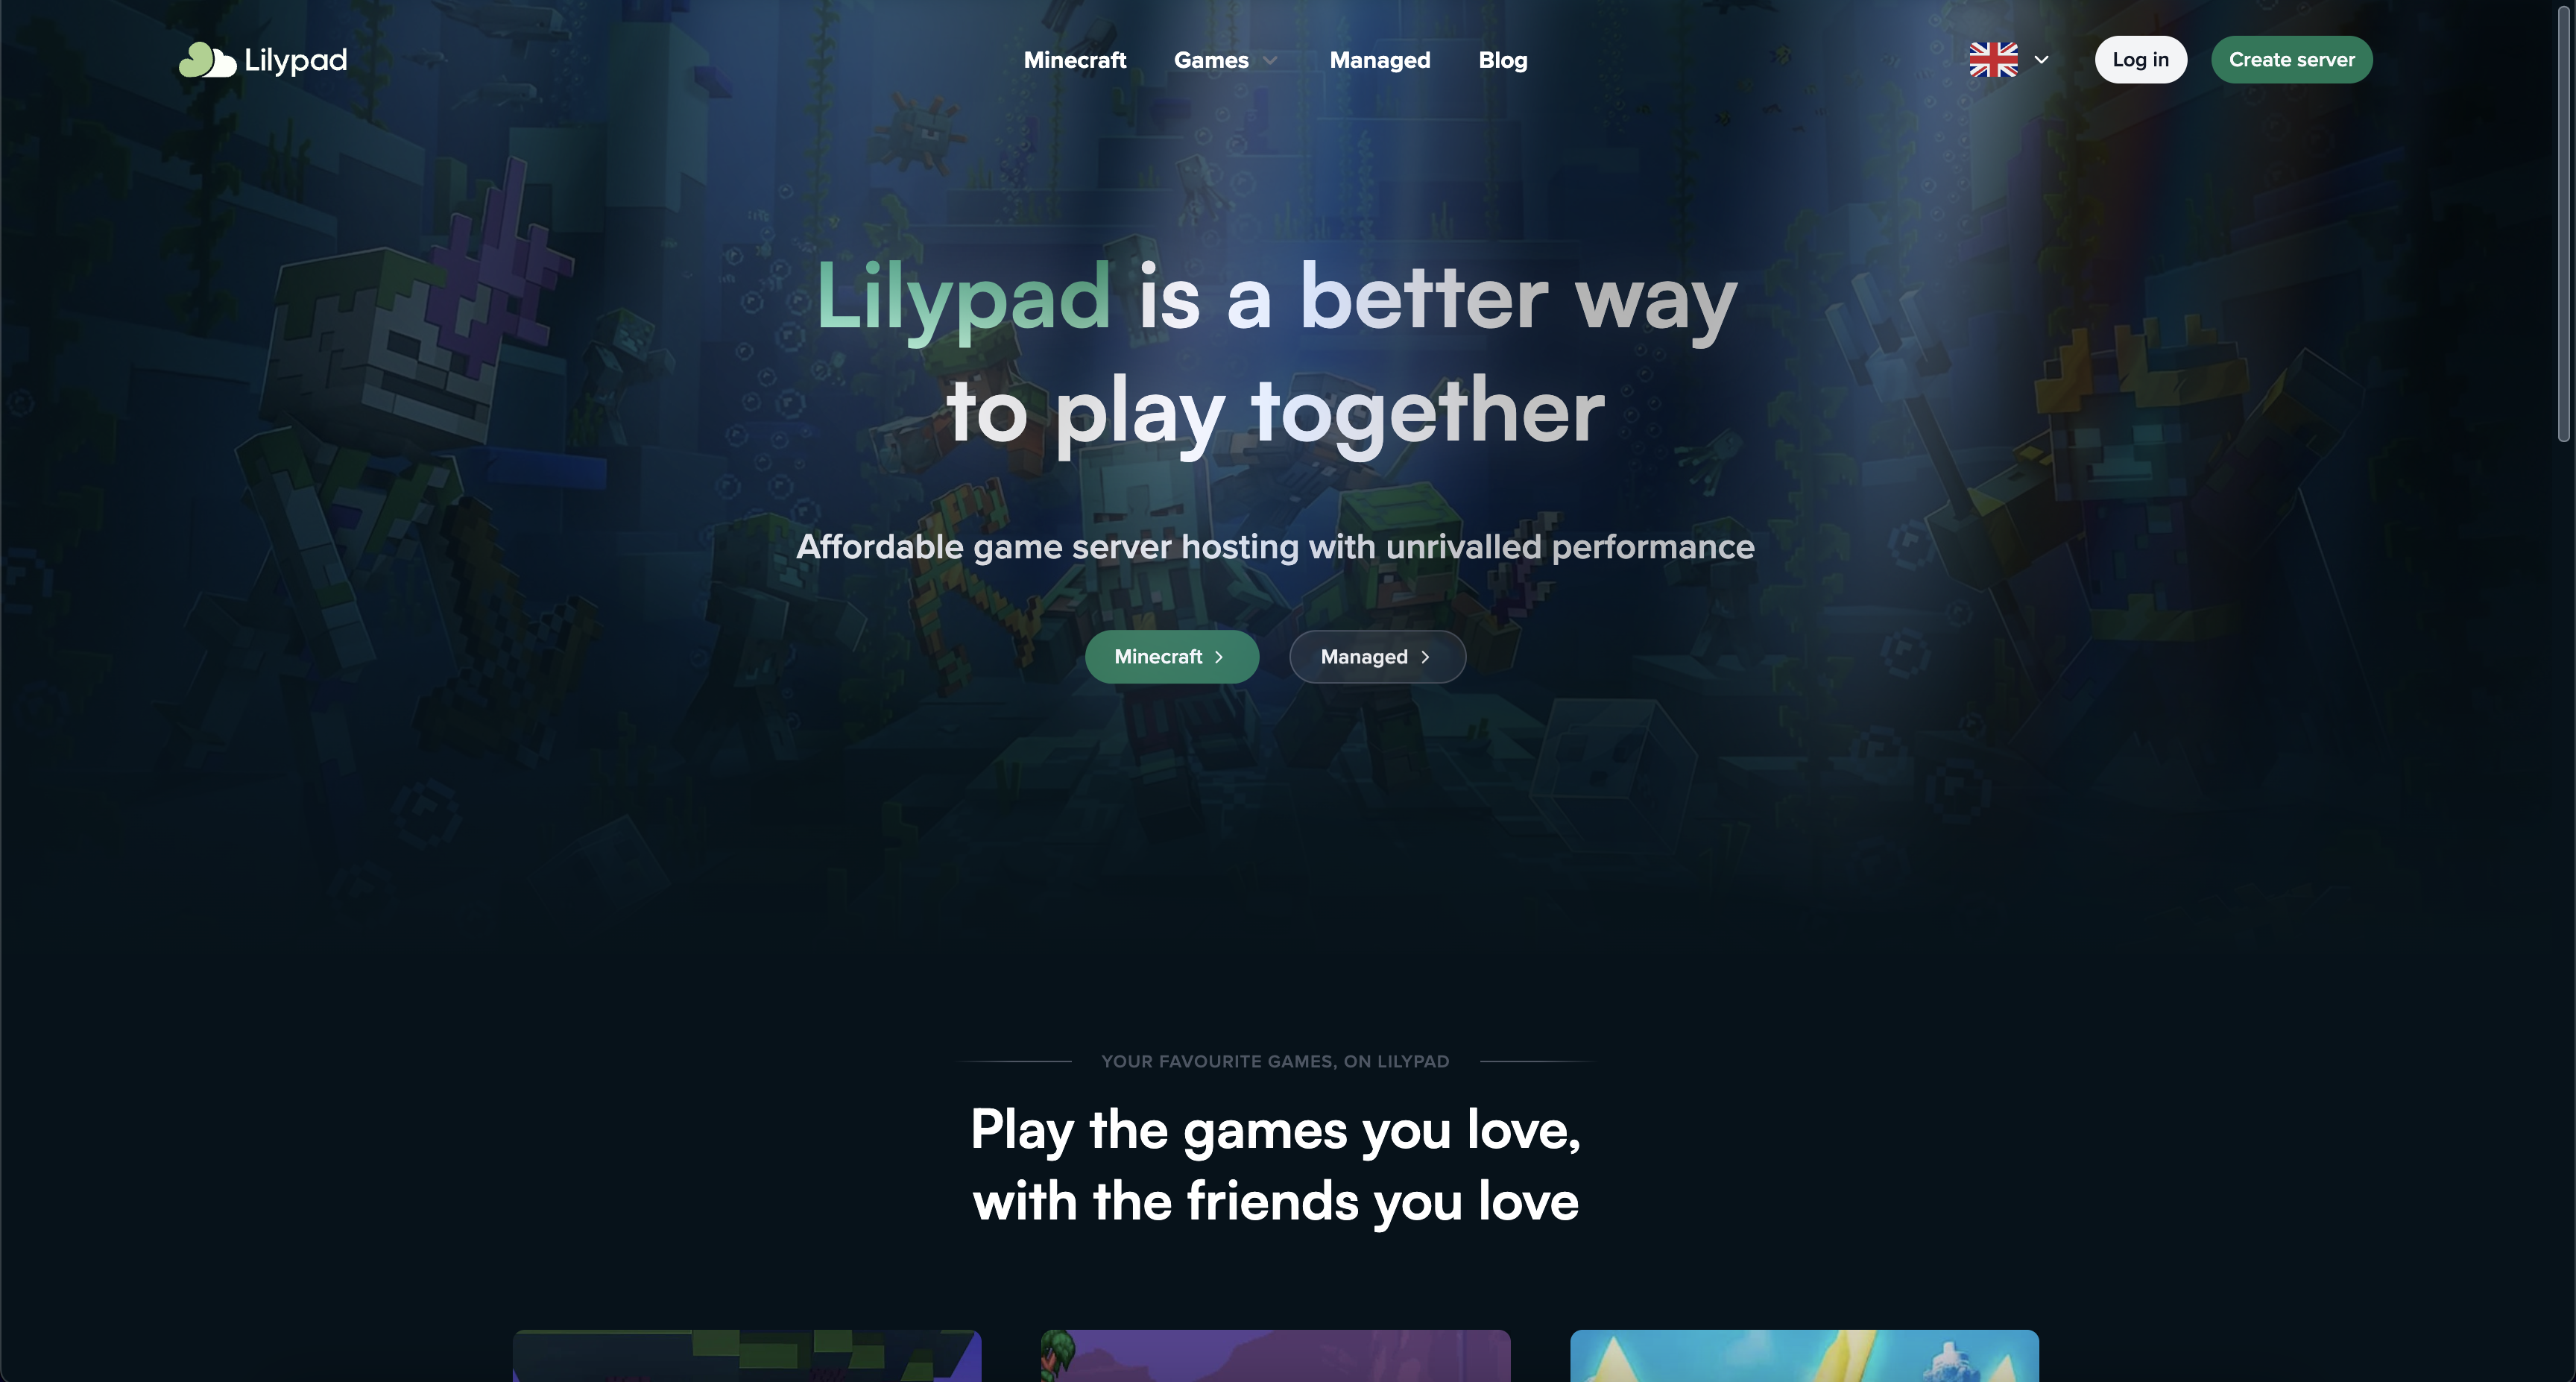 Lilypad
Minecraft
Games
Managed
Blog
Log in
Create server
Lilypad is a better way
to play together
Affordable game server hosting with unrivalled performance
Minecraft
Managed
YOUR FAVOURITE GAMES, ON LILYPAD
Play the games you love,
with the friends you love